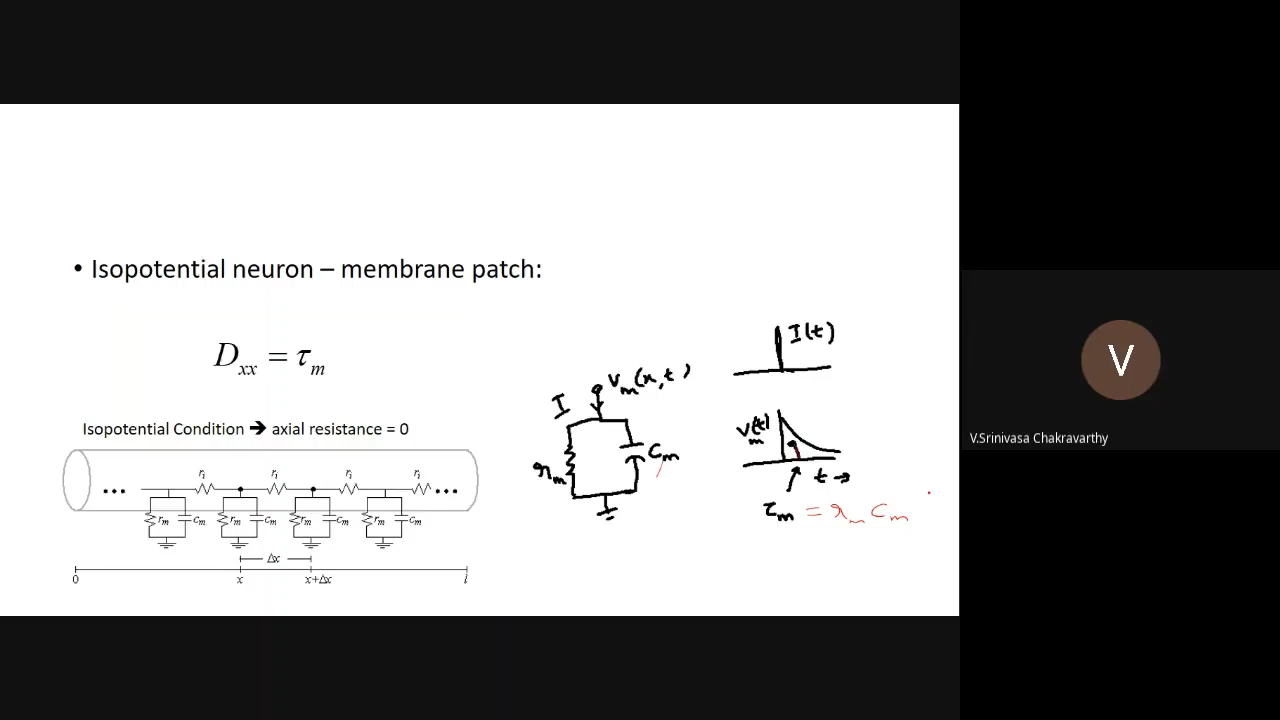 • Isopotential neuron – membrane patch:
D_xx = τ_m
Isopotential Condition ➔ axial resistance = 0
r_i r_i r_i r_i
••• •••
r_m c_m r_m c_m r_m c_m r_m c_m
Δx
0 x x+Δx l
I V_m(x,t)
r_m C_m
I(t)
V_m(t)
t →
τ_m = r_m C_m
V
V.Srinivasa Chakravarthy